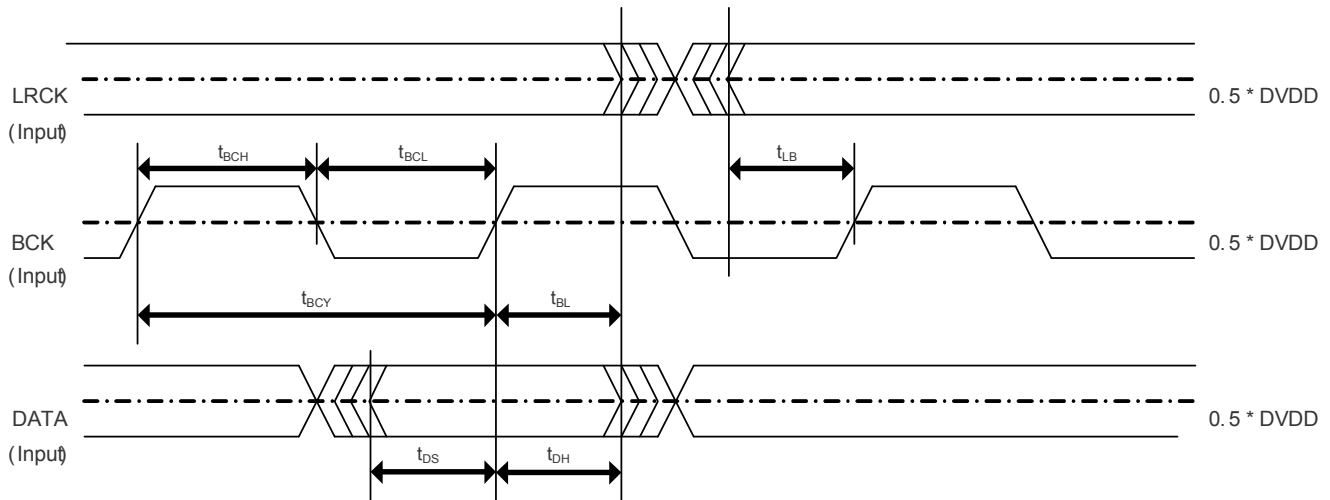 LRCK
(Input)
0.5 * DVDD
tBCH
tBCL
tLB
BCK
(Input)
0.5 * DVDD
tBCY
tBL
DATA
(Input)
0.5 * DVDD
tDS
tDH